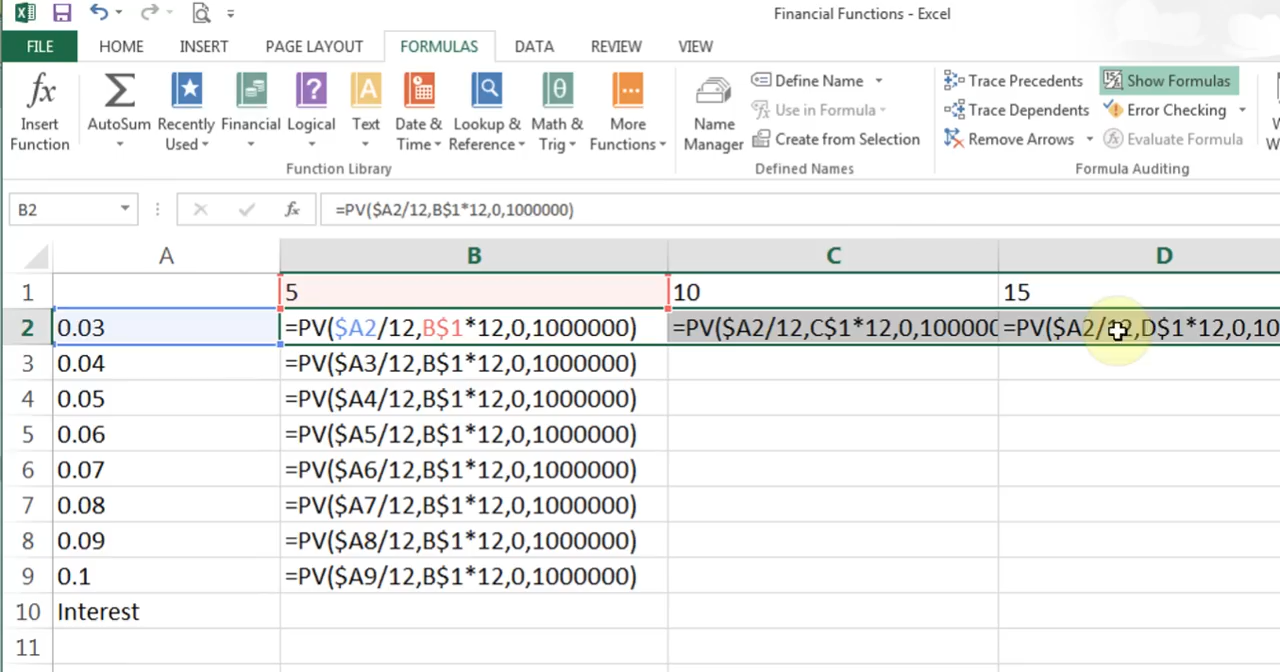 Financial Functions - Excel
FILE HOME INSERT PAGE LAYOUT FORMULAS DATA REVIEW VIEW
fx Insert Function
Σ AutoSum
Recently Used
Financial
Logical
A Text
Date & Time
Lookup & Reference
θ Math & Trig
More Functions
Function Library
Name Manager
Define Name
Use in Formula
Create from Selection
Defined Names
Trace Precedents
Trace Dependents
Remove Arrows
Show Formulas
Error Checking
Evaluate Formula
Formula Auditing
B2 fx =PV($A2/12,B$1*12,0,1000000)
A B C D
1 5 10 15
2 0.03 =PV($A2/12,B$1*12,0,1000000) =PV($A2/12,C$1*12,0,100000 =PV($A2/12,D$1*12,0,10
3 0.04 =PV($A3/12,B$1*12,0,1000000)
4 0.05 =PV($A4/12,B$1*12,0,1000000)
5 0.06 =PV($A5/12,B$1*12,0,1000000)
6 0.07 =PV($A6/12,B$1*12,0,1000000)
7 0.08 =PV($A7/12,B$1*12,0,1000000)
8 0.09 =PV($A8/12,B$1*12,0,1000000)
9 0.1 =PV($A9/12,B$1*12,0,1000000)
10 Interest
11